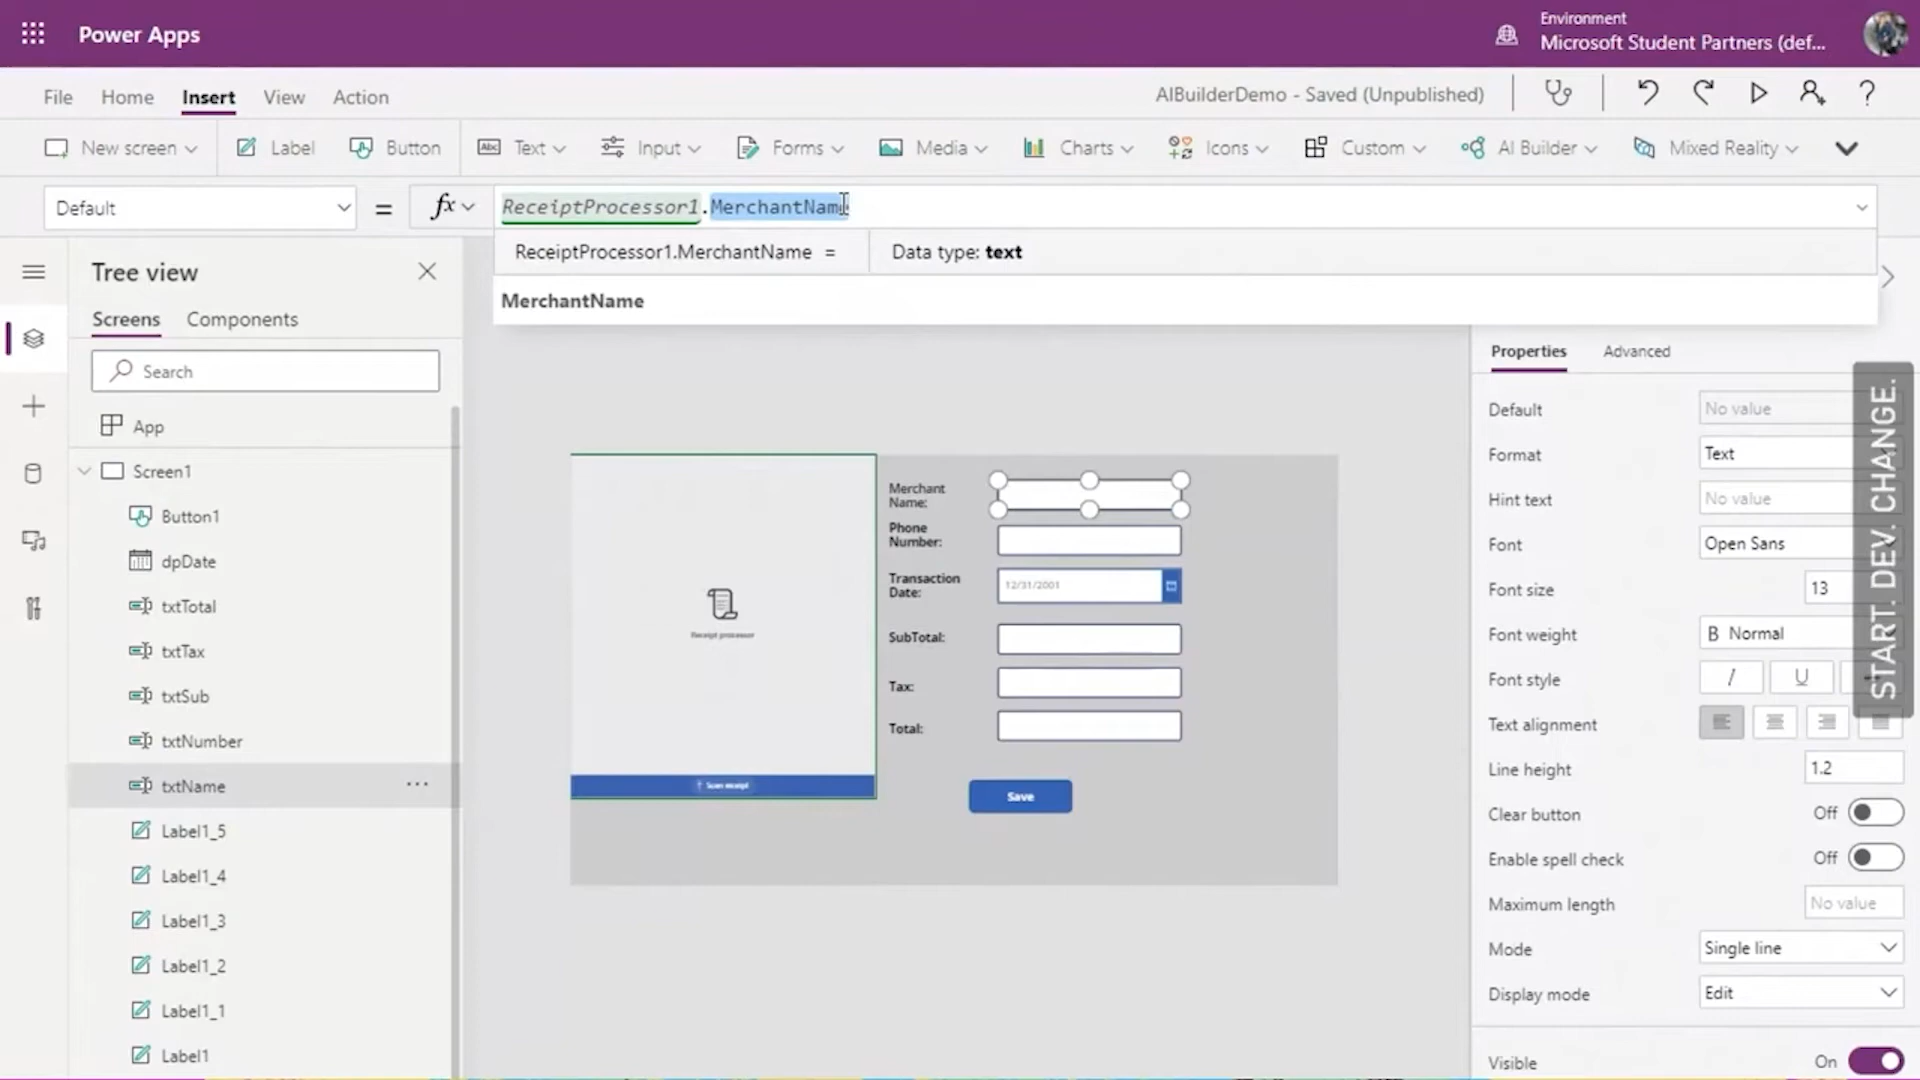 Power Apps
Environment
Microsoft Student Partners (def...
File Home Insert View Action
AIBuilderDemo - Saved (Unpublished)
New screen Label Button Text Input Forms Media Charts Icons Custom AI Builder Mixed Reality
Default = fx ReceiptProcessor1.MerchantName
ReceiptProcessor1.MerchantName = Data type: text
MerchantName
Tree view
Screens Components
Search
App
Screen1
Button1
dpDate
txtTotal
txtTax
txtSub
txtNumber
txtName
Label1_5
Label1_4
Label1_3
Label1_2
Label1_1
Label1
Receipt processor
Scan receipt
Merchant
Name:
Phone
Number:
Transaction
Date:
12/31/2001
SubTotal:
Tax:
Total:
Save
Properties Advanced
Default No value
Format Text
Hint text No value
Font Open Sans
Font size 13
Font weight B Normal
Font style / U
Text alignment
Line height 1.2
Clear button Off
Enable spell check Off
Maximum length No value
Mode Single line
Display mode Edit
Visible On
START. DEV. CHANGE.